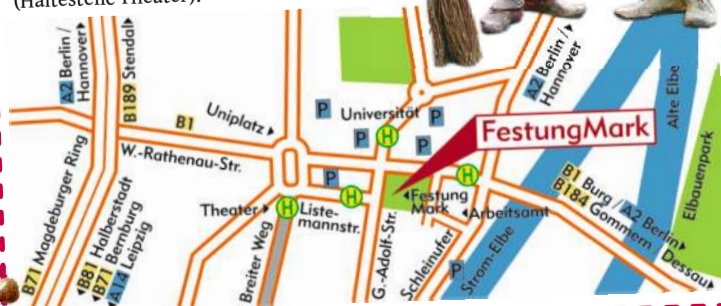 (Haltestelle Theater).
A2 Berlin /
Hannover
B189 Stendal
Uniplatz
B1
W.-Rathenau-Str.
B71 Magdeburger Ring
B81 Halberstadt
B71 Bernburg
A14 Leipzig
P
Universität
P
P
P
H
A2 Berlin /
Hannover
FestungMark
Alte Elbe
Elbauenpark
P
H
H
Theater
H
Liste-
mannstr.
Breiter Weg
G.-Adolf-Str.
Festung
Mark
Arbeitsamt
Schleinufer
P
Strom-Elbe
B1 Burg / A2 Berlin
B184 Gommern
Dessau